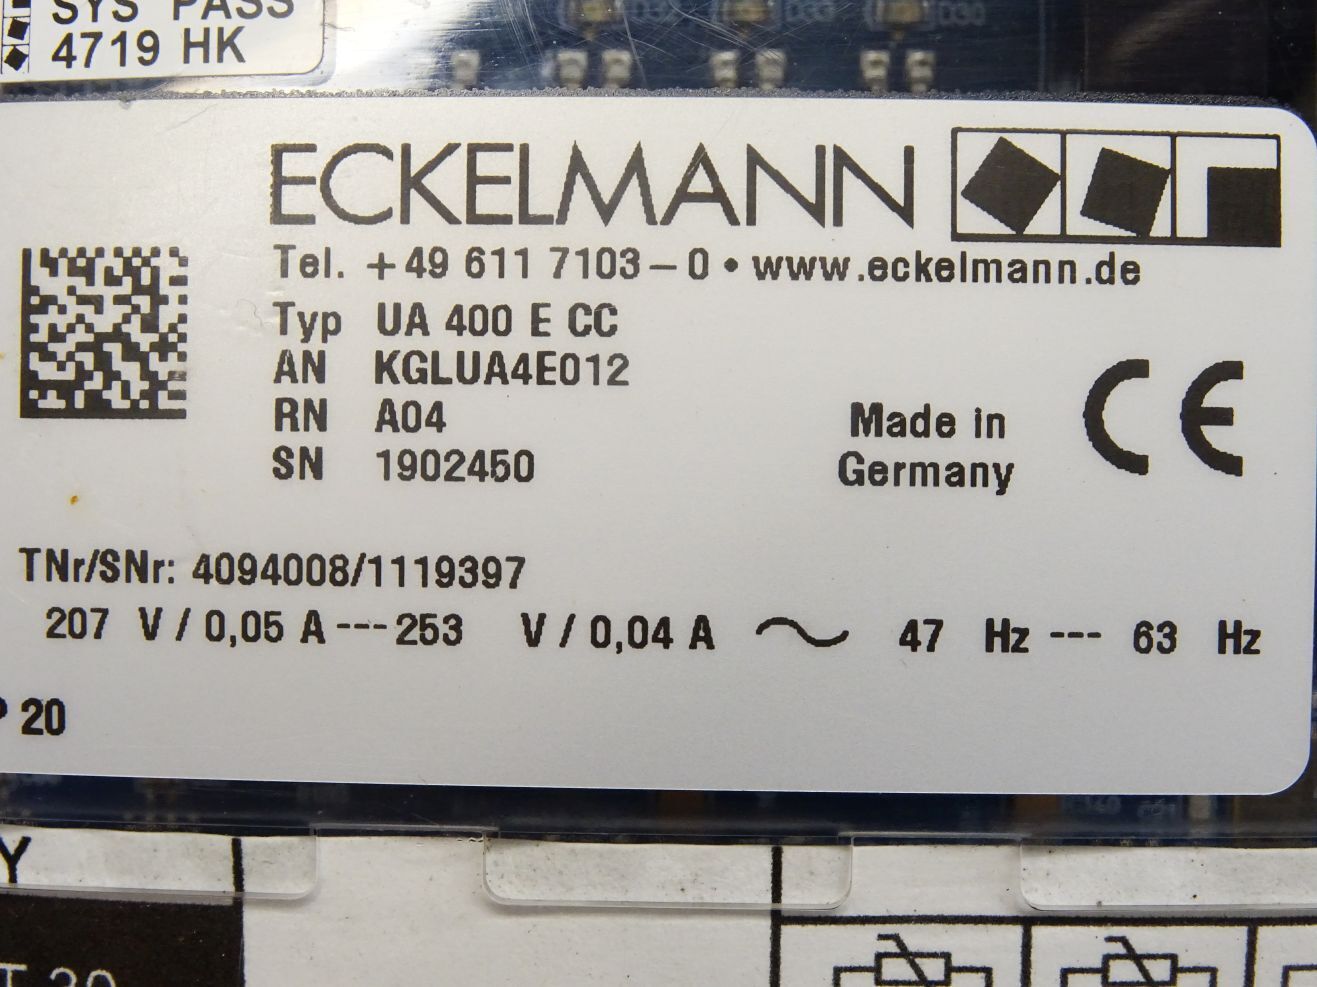 SYS PASS
4719 HK
ECKELMANN
Tel. +49 611 7103-0 • www.eckelmann.de
Typ UA 400 E CC
AN KGLUA4E012
RN A04
SN 1902450
Made in
Germany
CE
TNr/SNr: 4094008/1119397
207 V / 0,05 A --- 253 V / 0,04 A ~ 47 Hz --- 63 Hz
P 20
Y
T 30